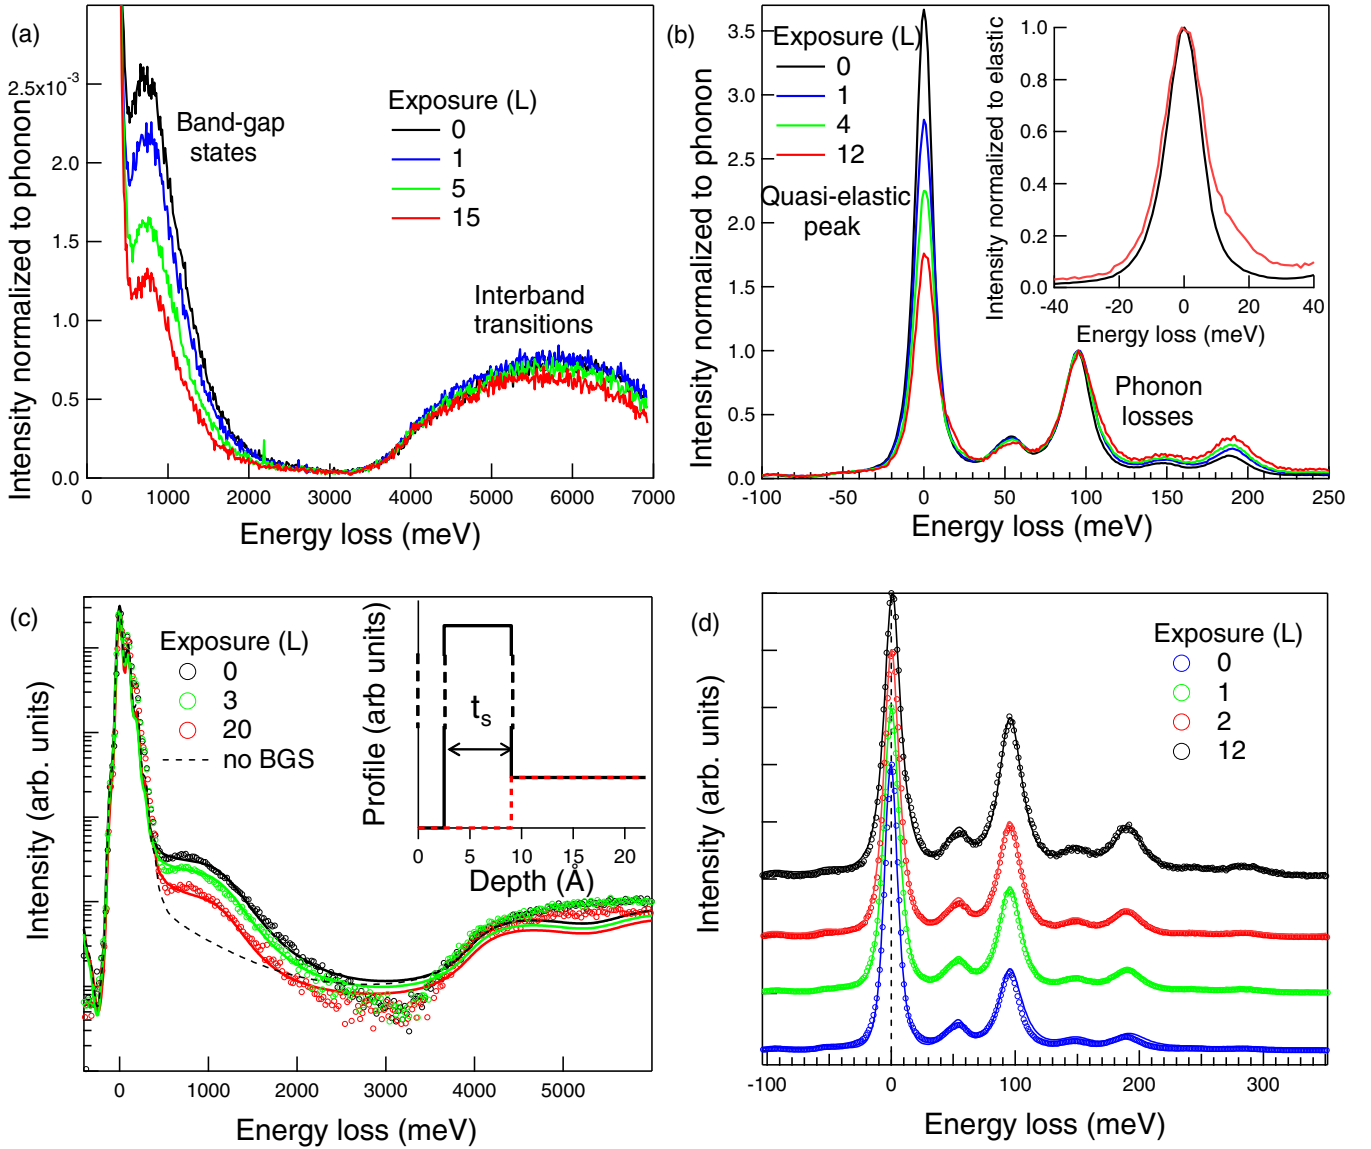 (a)
Intensity normalized to phonon
2.5x10⁻³
2.0
1.5
1.0
0.5
0.0
Band-gap
states
Exposure (L)
0
1
5
15
Interband
transitions
0 1000 2000 3000 4000 5000 6000 7000
Energy loss (meV)
(b)
Intensity normalized to phonon
3.5
3.0
2.5
2.0
1.5
1.0
0.5
0.0
Exposure (L)
0
1
4
12
Quasi-elastic
peak
Phonon
losses
-100 -50 0 50 100 150 200 250
Energy loss (meV)
Intensity normalized to elastic
1.0
0.8
0.6
0.4
0.2
0.0
-40 -20 0 20 40
Energy loss (meV)
(c)
Intensity (arb. units)
Exposure (L)
0
3
20
no BGS
Profile (arb units)
tₛ
0 5 10 15 20
Depth (Å)
0 1000 2000 3000 4000 5000
Energy loss (meV)
(d)
Intensity (arb. units)
Exposure (L)
0
1
2
12
-100 0 100 200 300
Energy loss (meV)